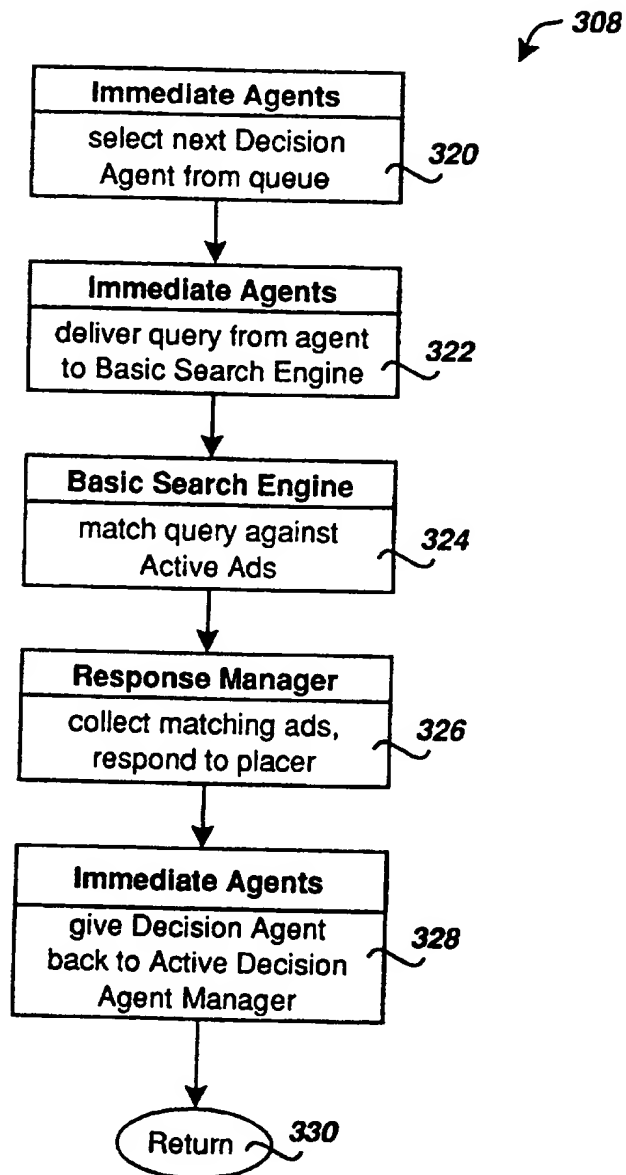 308
Immediate Agents
select next Decision
Agent from queue
320
Immediate Agents
deliver query from agent
to Basic Search Engine
322
Basic Search Engine
match query against
Active Ads
324
Response Manager
collect matching ads,
respond to placer
326
Immediate Agents
give Decision Agent
back to Active Decision
Agent Manager
328
Return
330